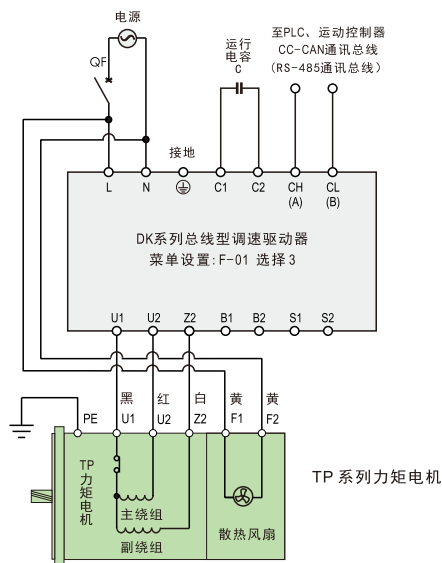 电源
QF
运行
电容
C
至PLC、运动控制器
CC-CAN通讯总线
(RS-485通讯总线)
接地
L N C1 C2 CH CL
(A) (B)
DK系列总线型调速驱动器
菜单设置:F-01 选择3
U1 U2 Z2 B1 B2 S1 S2
黑 红 白 黄 黄
PE U1 U2 Z2 F1 F2
TP
力矩电机
主绕组
副绕组
散热风扇
TP系列力矩电机